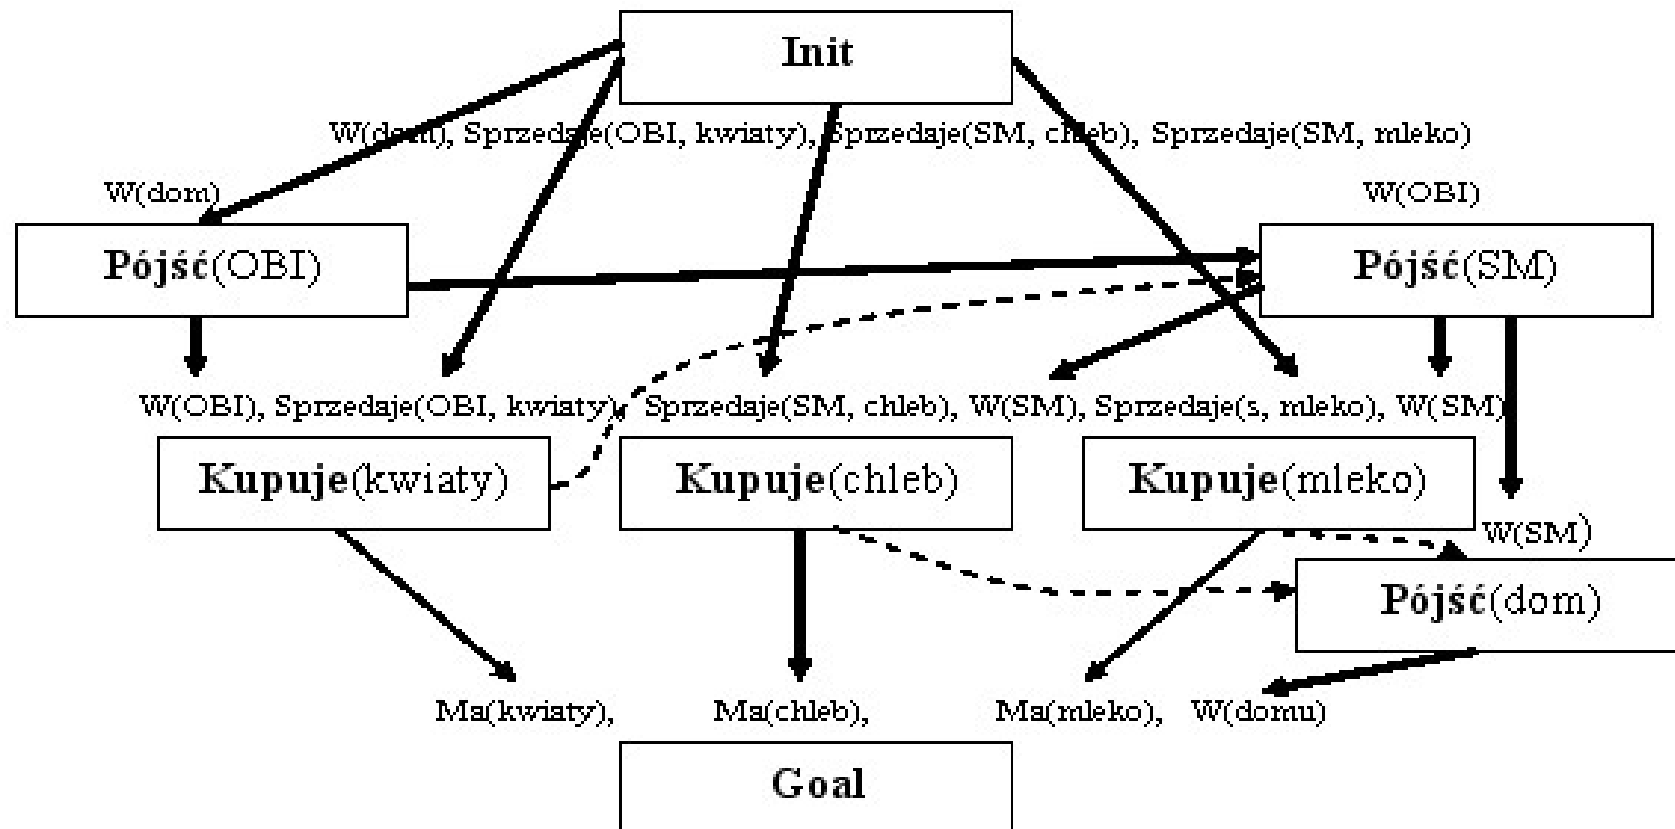 Init
W(dom), Sprzedaje(OBI, kwiaty), Sprzedaje(SM, chleb), Sprzedaje(SM, mleko)
W(dom)
W(OBI)
Pójść(OBI)
Pójść(SM)
W(OBI), Sprzedaje(OBI, kwiaty), Sprzedaje(SM, chleb), W(SM), Sprzedaje(s, mleko), W(SM)
Kupuje(kwiaty)
Kupuje(chleb)
Kupuje(mleko)
W(SM)
Pójść(dom)
Ma(kwiaty),
Ma(chleb),
Ma(mleko),
W(domu)
Goal